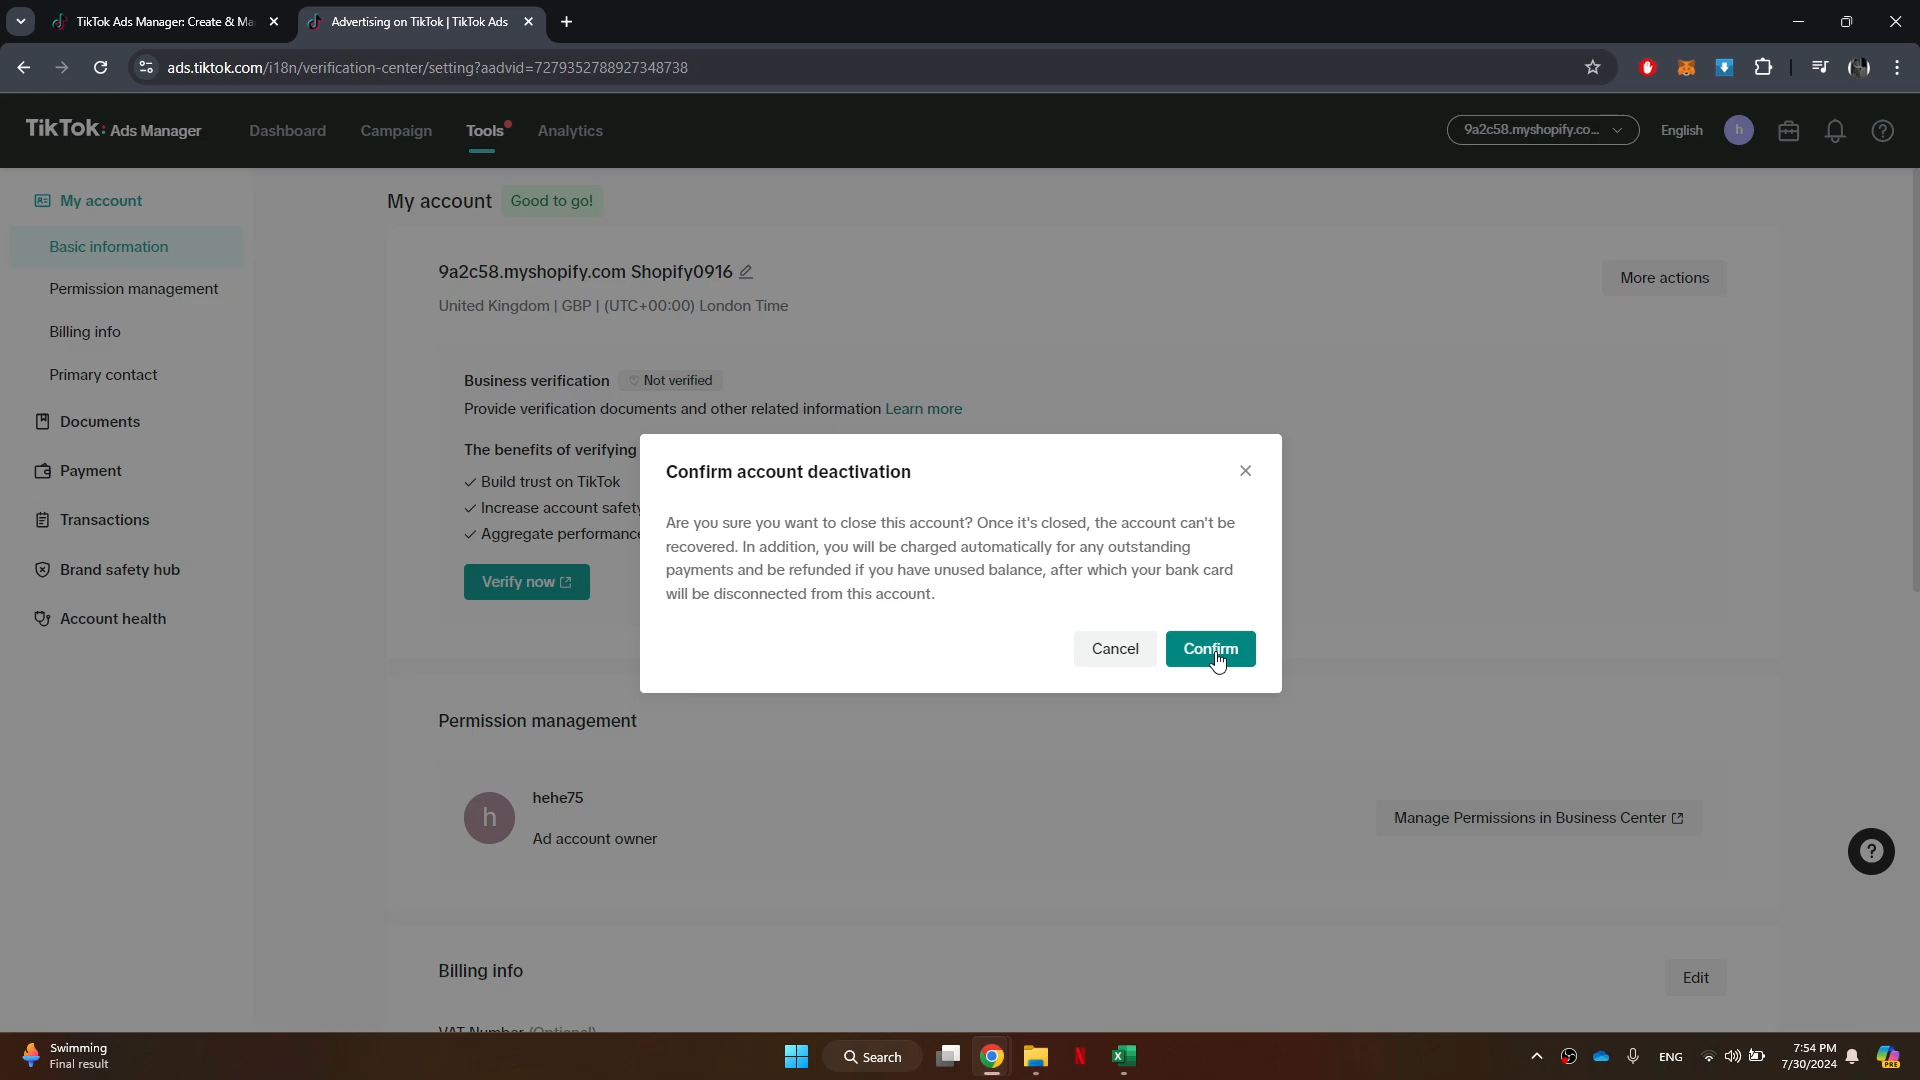 TikTok Ads Manager: Create & Ma
Advertising on TikTok | TikTok Ads
ads.tiktok.com/i18n/verification-center/setting?aadvid=7279352788927348738
TikTok: Ads Manager
Dashboard
Campaign
Tools
Analytics
9a2c58.myshopify.co...
English
h
My account
Basic information
Permission management
Billing info
Primary contact
Documents
Payment
Transactions
Brand safety hub
Account health
My account
Good to go!
9a2c58.myshopify.com Shopify0916
United Kingdom | GBP | (UTC+00:00) London Time
More actions
Business verification
Not verified
Provide verification documents and other related information Learn more
The benefits of verifying
Build trust on TikTok
Increase account safety
Aggregate performance
Verify now
Confirm account deactivation
Are you sure you want to close this account? Once it's closed, the account can't be
recovered. In addition, you will be charged automatically for any outstanding
payments and be refunded if you have unused balance, after which your bank card
will be disconnected from this account.
Cancel
Confirm
Permission management
h
hehe75
Ad account owner
Manage Permissions in Business Center
Billing info
Edit
VAT Number (Optional)
Swimming
Final result
Search
ENG
7:54 PM
7/30/2024